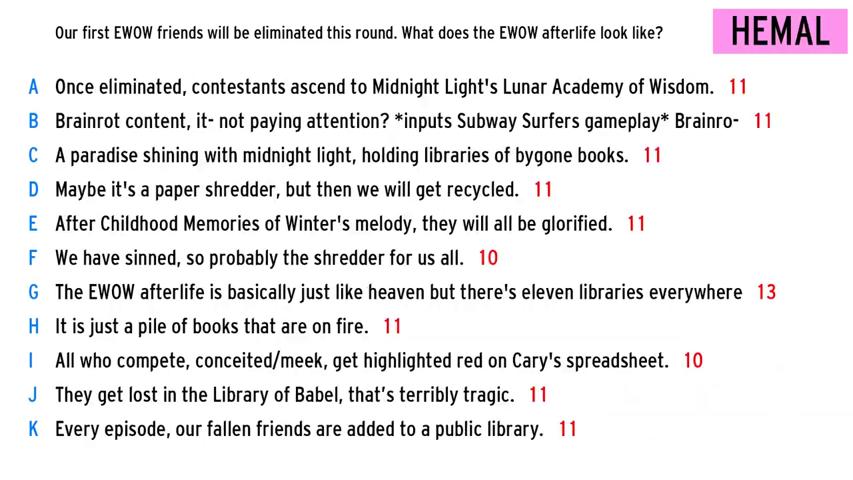 Our first EWOW friends will be eliminated this round. What does the EWOW afterlife look like?
HEMAL
A Once eliminated, contestants ascend to Midnight Light's Lunar Academy of Wisdom. 11
B Brainrot content, it- not paying attention? *inputs Subway Surfers gameplay* Brainro- 11
C A paradise shining with midnight light, holding libraries of bygone books. 11
D Maybe it's a paper shredder, but then we will get recycled. 11
E After Childhood Memories of Winter's melody, they will all be glorified. 11
F We have sinned, so probably the shredder for us all. 10
G The EWOW afterlife is basically just like heaven but there's eleven libraries everywhere 13
H It is just a pile of books that are on fire. 11
I All who compete, conceited/meek, get highlighted red on Cary's spreadsheet. 10
J They get lost in the Library of Babel, that’s terribly tragic. 11
K Every episode, our fallen friends are added to a public library. 11